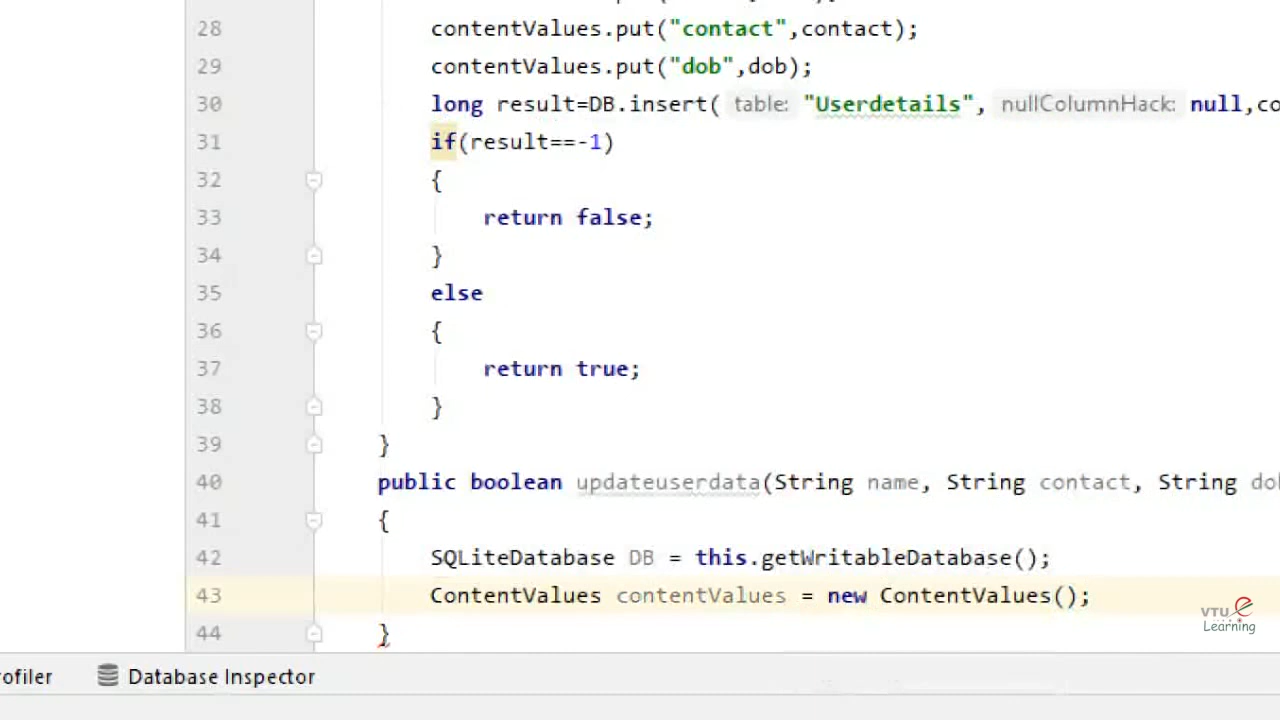 28 contentValues.put("contact",contact);
29 contentValues.put("dob",dob);
30 long result=DB.insert( table: "Userdetails", nullColumnHack: null,co
31 if(result==-1)
32 {
33 return false;
34 }
35 else
36 {
37 return true;
38 }
39 }
40 public boolean updateuserdata(String name, String contact, String dob
41 {
42 SQLiteDatabase DB = this.getWritableDatabase();
43 ContentValues contentValues = new ContentValues();
44 }
VTU e
Learning
rofiler Database Inspector